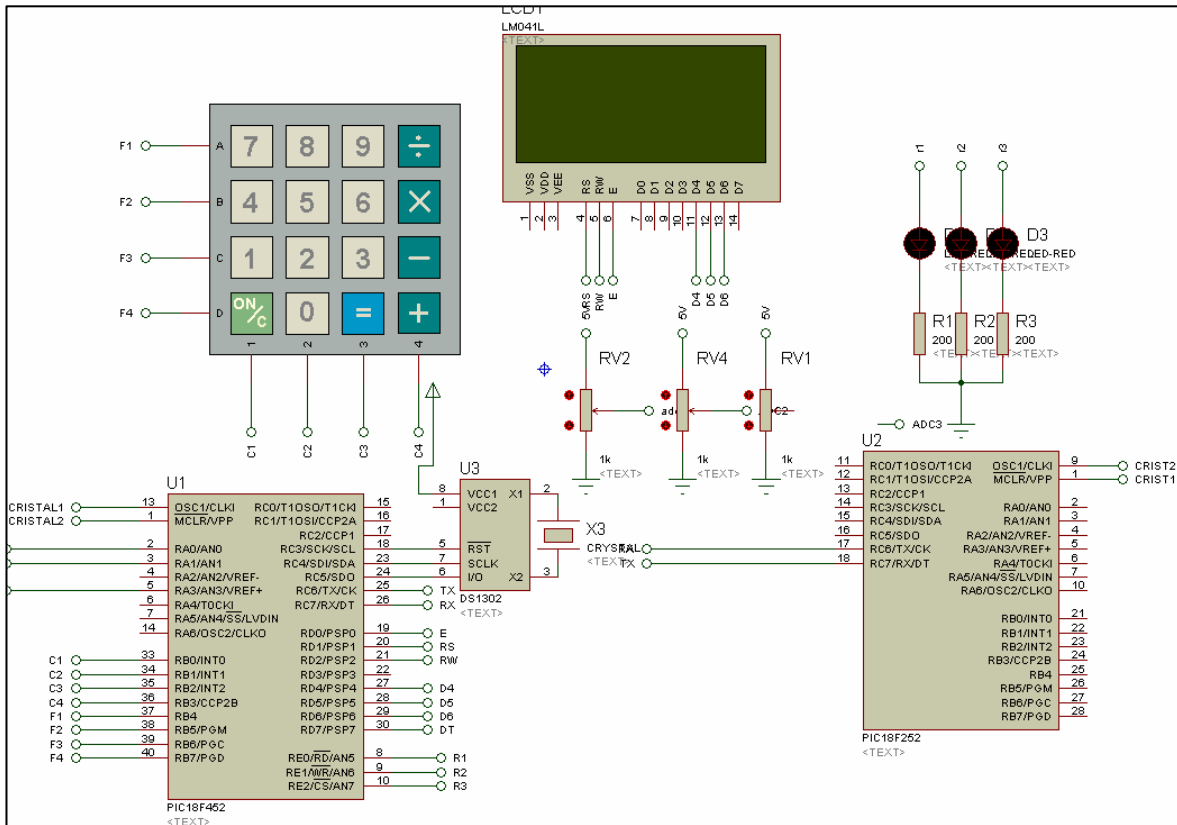 LCD1
LM041L
<TEXT>
VSS VDD VEE RS RW E D0 D1 D2 D3 D4 D5 D6 D7
1 2 3 4 5 6 7 8 9 10 11 12 13 14
RS RW E D4 D5 D6
F1 A 7 8 9 ÷
F2 B 4 5 6 ×
F3 C 1 2 3 −
F4 D ON/C 0 = +
1 2 3 4
C1 C2 C3 C4
5V 5V 5V
RV2 RV4 RV1
1k 1k 1k
<TEXT> <TEXT> <TEXT>
r1 r2 r3
D3
LED-RED
<TEXT><TEXT><TEXT>
R1 R2 R3
200 200 200
<TEXT><TEXT><TEXT>
ADC3
U1
CRISTAL1 13 OSC1/CLKI RC0/T1OSO/T1CKI 15
CRISTAL2 1 MCLR/VPP RC1/T1OSI/CCP2A 16
RC2/CCP1 17
2 RA0/AN0 RC3/SCK/SCL 18
3 RA1/AN1 RC4/SDI/SDA 23
4 RA2/AN2/VREF- RC5/SDO 24
5 RA3/AN3/VREF+ RC6/TX/CK 25 TX
6 RA4/T0CKI RC7/RX/DT 26 RX
7 RA5/AN4/SS/LVDIN
14 RA6/OSC2/CLKO RD0/PSP0 19 E
RD1/PSP1 20 RS
C1 33 RB0/INT0 RD2/PSP2 21 RW
C2 34 RB1/INT1 RD3/PSP3 22
C3 35 RB2/INT2 RD4/PSP4 27 D4
C4 36 RB3/CCP2B RD5/PSP5 28 D5
F1 37 RB4 RD6/PSP6 29 D6
F2 38 RB5/PGM RD7/PSP7 30 DT
F3 39 RB6/PGC
F4 40 RB7/PGD RE0/RD/AN5 8 R1
RE1/WR/AN6 9 R2
RE2/CS/AN7 10 R3
PIC18F452
<TEXT>
U3
8 VCC1 X1 2
1 VCC2
5 RST
7 SCLK
6 I/O X2 3
DS1302
<TEXT>
X3
CRYSTAL
<TEXT>
TX
U2
11 RC0/T1OSO/T1CKI OSC1/CLKI 9 CRIST2
12 RC1/T1OSI/CCP2A MCLR/VPP 1 CRIST1
13 RC2/CCP1
14 RC3/SCK/SCL RA0/AN0 2
15 RC4/SDI/SDA RA1/AN1 3
16 RC5/SDO RA2/AN2/VREF- 4
17 RC6/TX/CK RA3/AN3/VREF+ 5
18 RC7/RX/DT RA4/T0CKI 6
RA5/AN4/SS/LVDIN 7
RA6/OSC2/CLKO 10
RB0/INT0 21
RB1/INT1 22
RB2/INT2 23
RB3/CCP2B 24
RB4 25
RB5/PGM 26
RB6/PGC 27
RB7/PGD 28
PIC18F252
<TEXT>